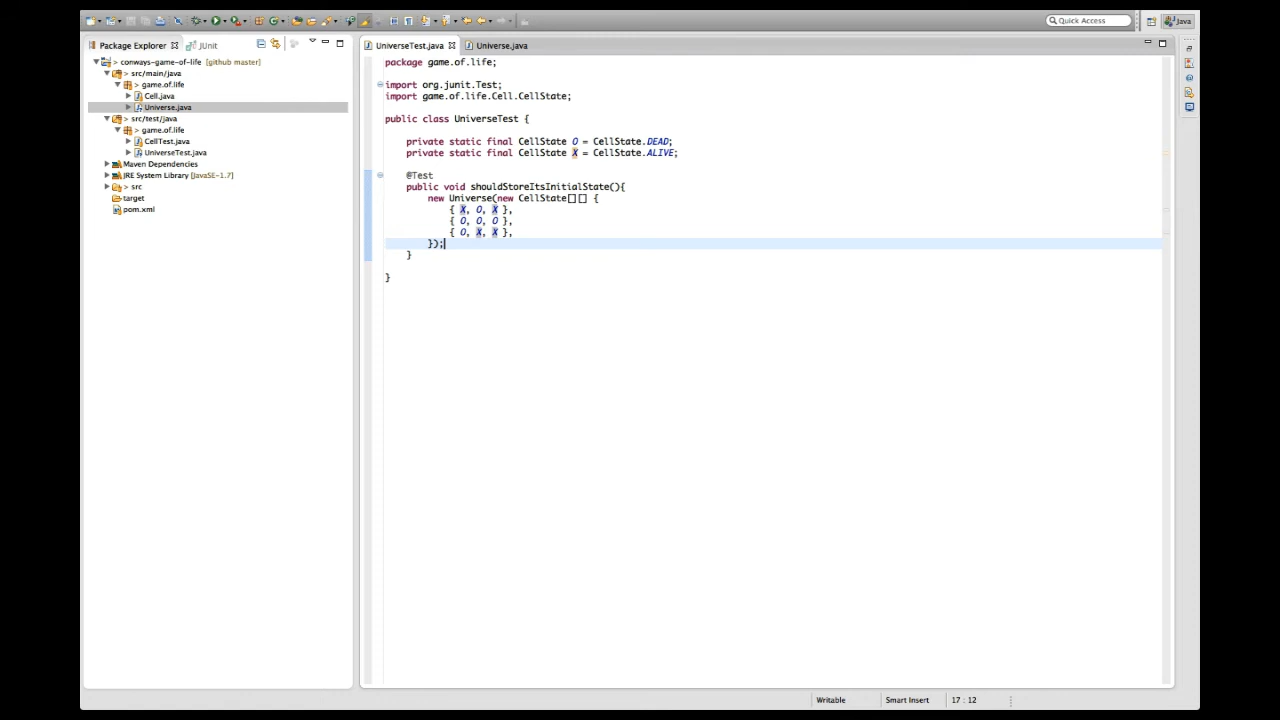 Quick Access
Java
Package Explorer
JUnit
> conways-game-of-life [github master]
> src/main/java
> game.of.life
Cell.java
Universe.java
> src/test/java
> game.of.life
CellTest.java
UniverseTest.java
Maven Dependencies
JRE System Library [JavaSE-1.7]
> src
target
pom.xml
UniverseTest.java
Universe.java
package game.of.life;
import org.junit.Test;
import game.of.life.Cell.CellState;
public class UniverseTest {
private static final CellState O = CellState.DEAD;
private static final CellState X = CellState.ALIVE;
@Test
public void shouldStoreItsInitialState(){
new Universe(new CellState[][] {
{ X, O, X },
{ O, O, O },
{ O, X, X },
});
}
}
Writable
Smart Insert
17 : 12